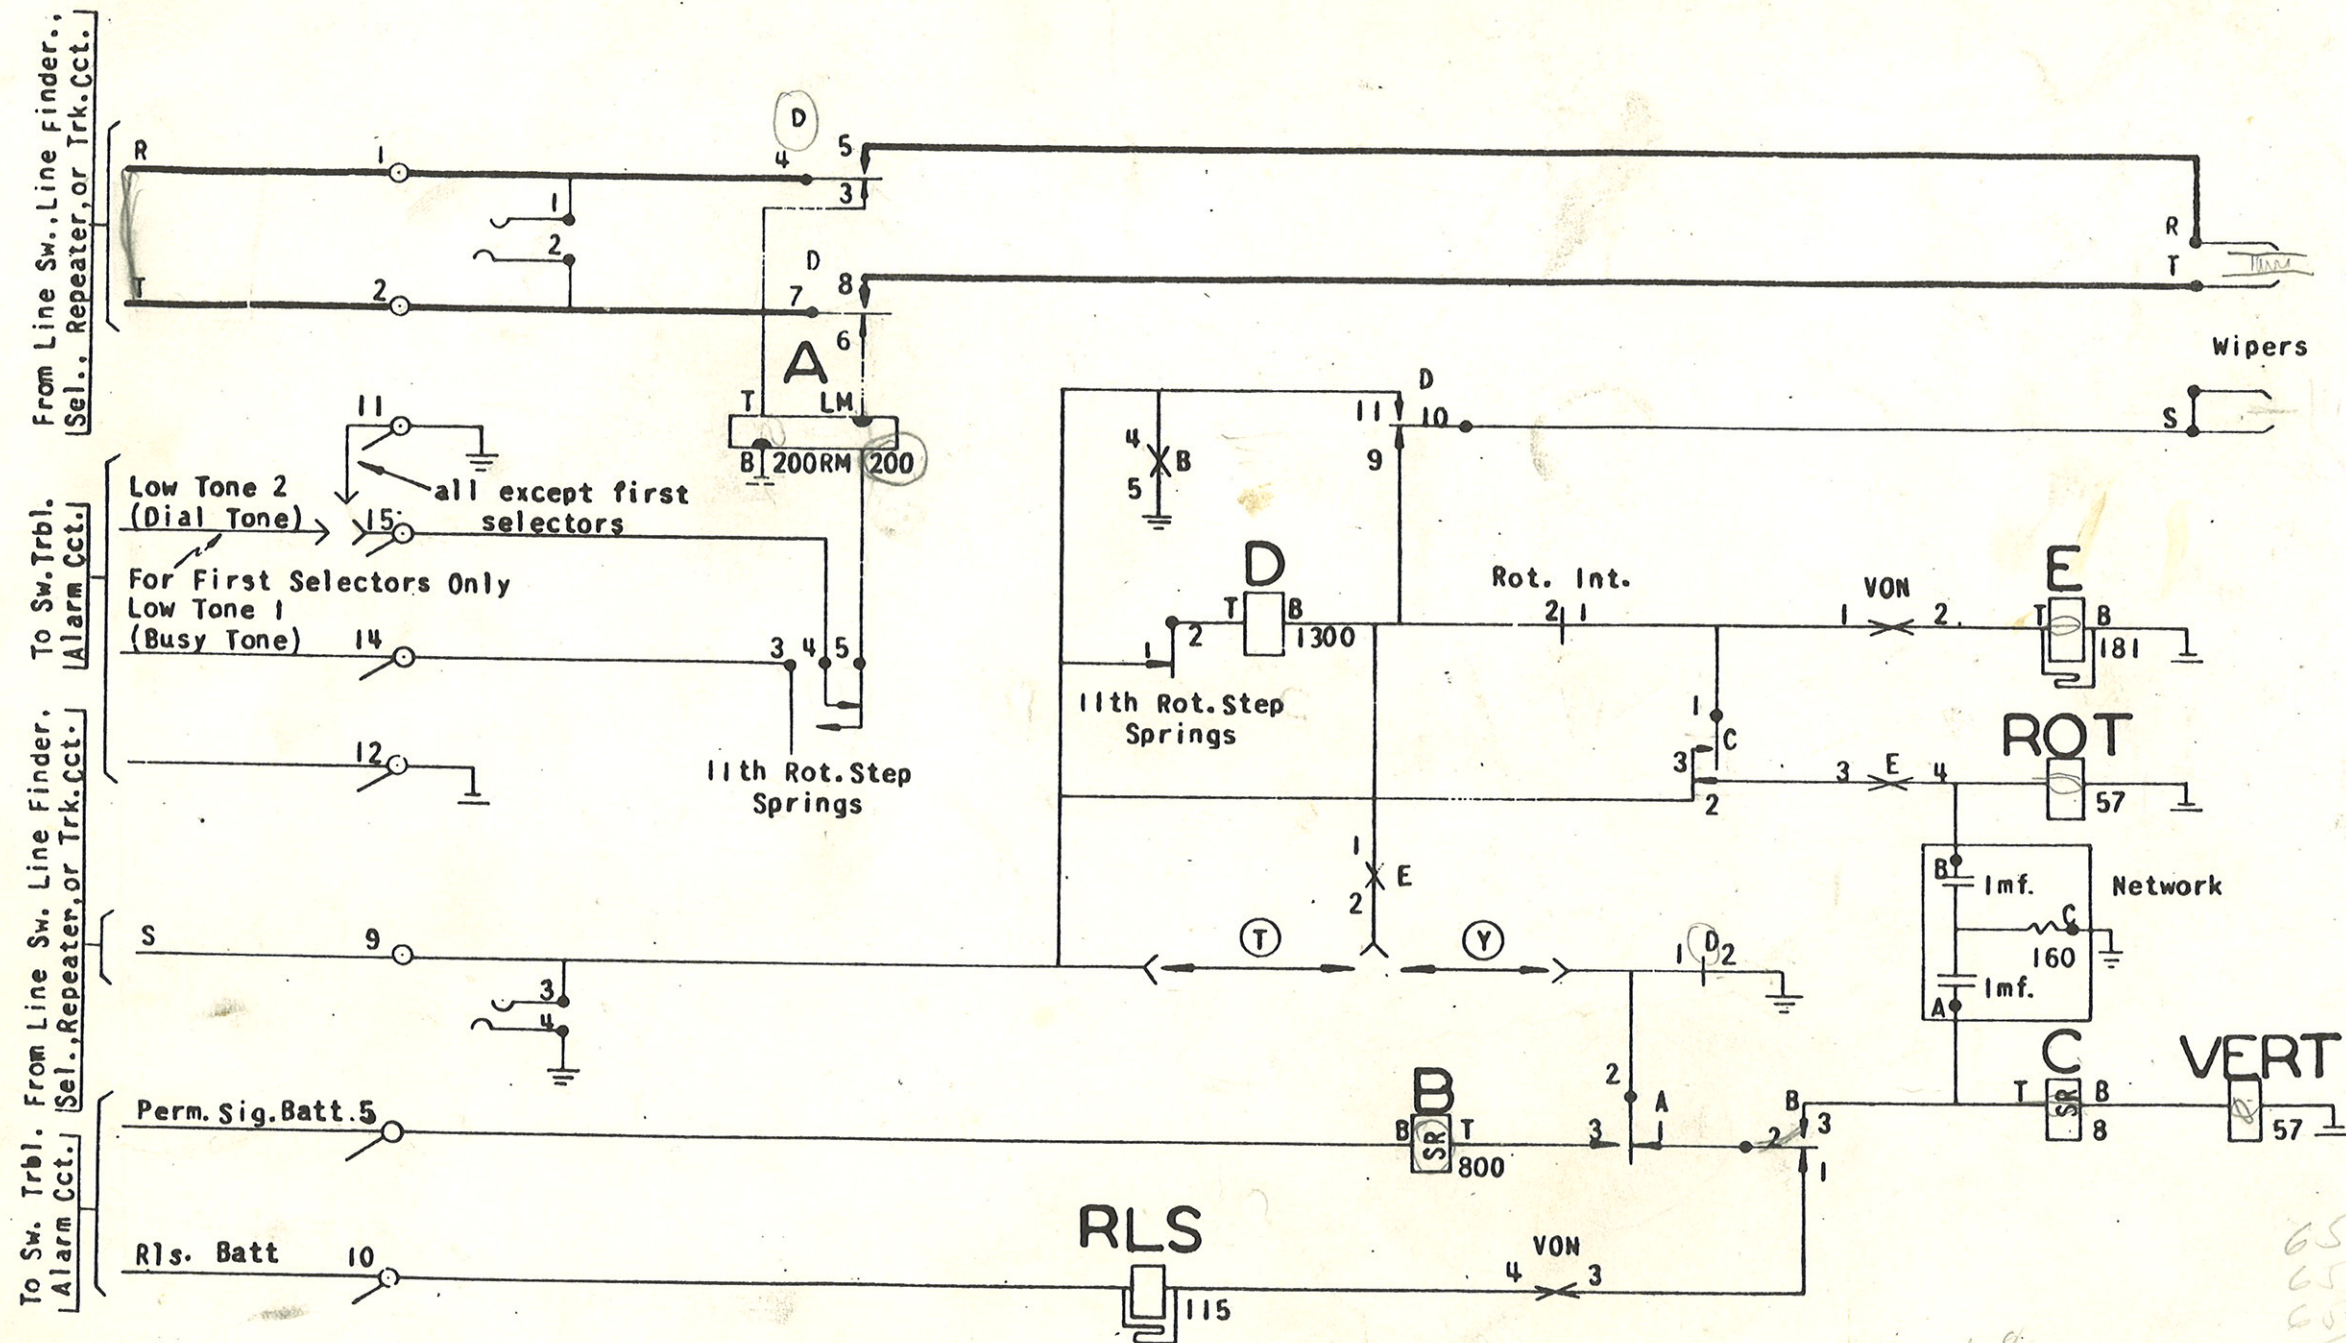 From Line Sw.,Line Finder.,
Sel., Repeater,or Trk.Cct.
R
1
1
2
T
2
D
4
5
3
D
7
8
6
A
T
LM
B
200RM
200
R
T
Wipers
S
11
all except first
selectors
To Sw.Trbl.
Alarm Cct.
Low Tone 2
(Dial Tone)
15
For First Selectors Only
Low Tone 1
(Busy Tone)
14
3
4
5
12
11th Rot.Step
Springs
4
B
5
D
11
10
9
D
T
B
1300
1
2
11th Rot.Step
Springs
Rot. Int.
2
1
VON
1
2
E
T
B
181
1
C
3
2
3
E
4
ROT
57
1
E
2
T
Y
1
D
2
B
1mf.
Network
C
160
1mf.
A
From Line Sw. Line Finder.
Sel.,Repeater,or Trk.Cct.
S
9
3
4
To Sw. Trbl.
Alarm Cct.
Perm.Sig.Batt.5
B
B
SR
T
800
2
A
3
1
2
B
3
1
C
T
SR
B
8
VERT
57
Rls. Batt
10
RLS
115
VON
4
3
65
65